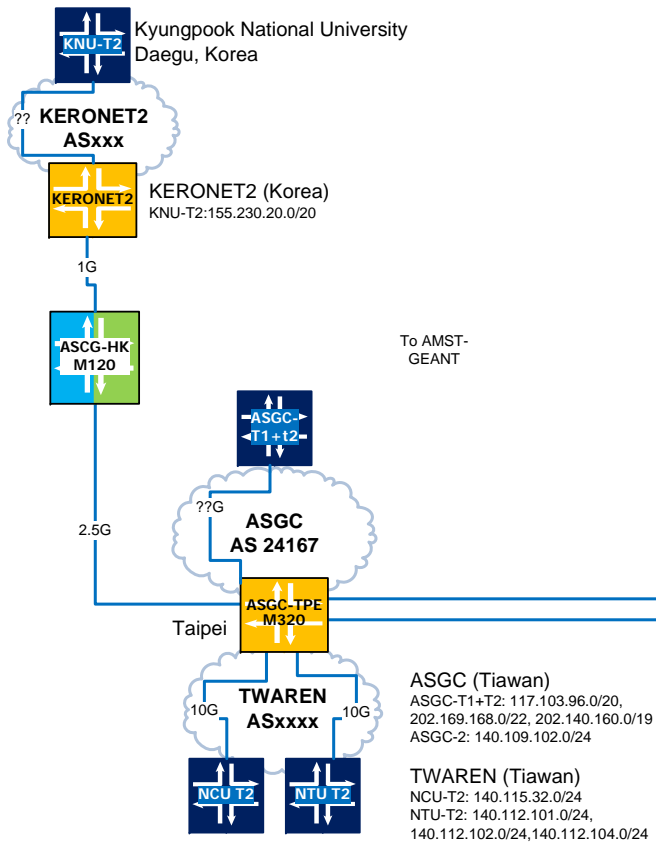 KNU-T2
Kyungpook National University
Daegu, Korea
??
KERONET2
ASxxx
KERONET2
KERONET2 (Korea)
KNU-T2:155.230.20.0/20
1G
ASCG-HK
M120
To AMST-
GEANT
ASGC-
T1+t2
??G
ASGC
AS 24167
2.5G
ASGC-TPE
M320
Taipei
TWAREN
ASxxxx
10G
10G
NCU T2
NTU T2
ASGC (Tiawan)
ASGC-T1+T2: 117.103.96.0/20,
202.169.168.0/22, 202.140.160.0/19
ASGC-2: 140.109.102.0/24
TWAREN (Tiawan)
NCU-T2: 140.115.32.0/24
NTU-T2: 140.112.101.0/24,
140.112.102.0/24,140.112.104.0/24